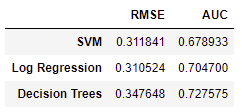 RMSE AUC
SVM 0.311841 0.678933
Log Regression 0.310524 0.704700
Decision Trees 0.347648 0.727575